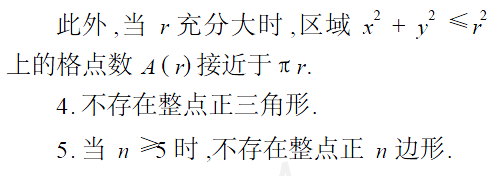 此外,当 r 充分大时,区域 x² + y² ≤ r²
上的格点数 A(r)接近于π r.
4. 不存在整点正三角形.
5. 当 n ≥5 时,不存在整点正 n 边形.